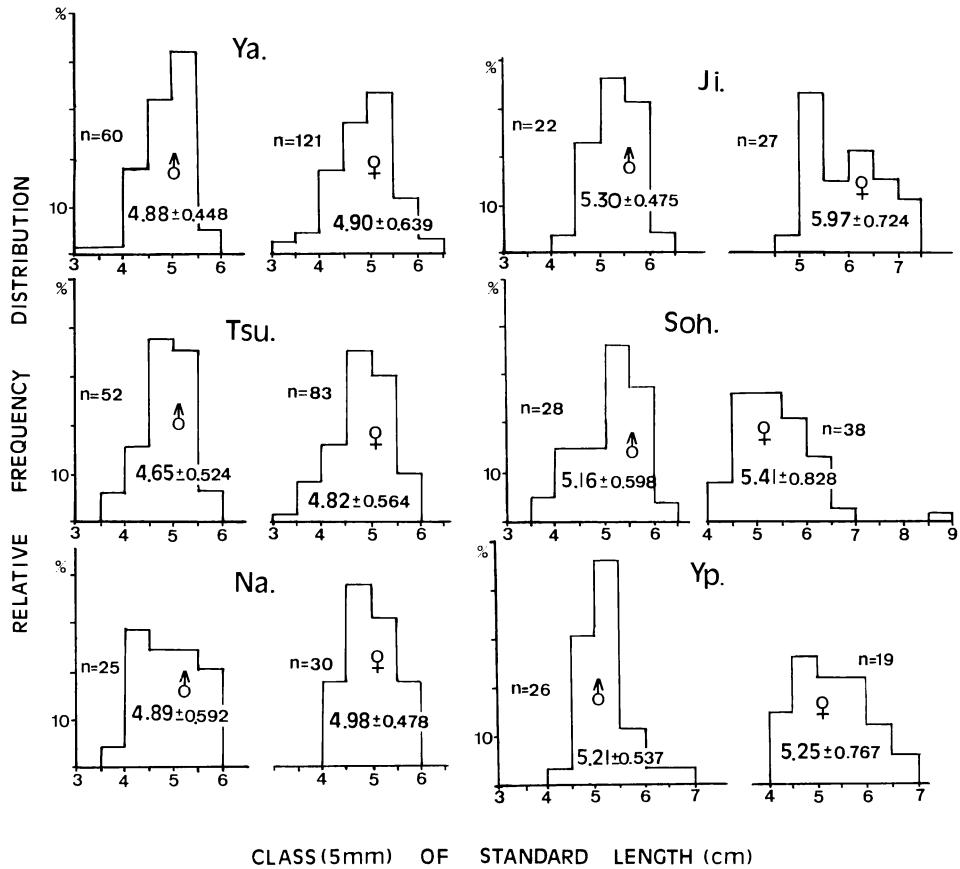 %
Ya.
n=60
♂
4.88±0.448
10
3 4 5 6
n=121
♀
4.90±0.639
3 4 5 6
%
Ji.
n=22
♂
5.30±0.475
10
3 4 5 6
n=27
♀
5.97±0.724
5 6 7
%
Tsu.
n=52
♂
4.65±0.524
10
3 4 5 6
n=83
♀
4.82±0.564
3 4 5 6
%
Soh.
n=28
♂
5.16±0.598
10
3 4 5 6
n=38
♀
5.41±0.828
4 5 6 7 8 9
%
Na.
n=25
♂
4.89±0.592
10
3 4 5 6
n=30
♀
4.98±0.478
4 5 6
%
Yp.
n=26
♂
5.21±0.537
10
3 4 5 6 7
n=19
♀
5.25±0.767
4 5 6 7
RELATIVE FREQUENCY DISTRIBUTION
CLASS (5mm) OF STANDARD LENGTH (cm)